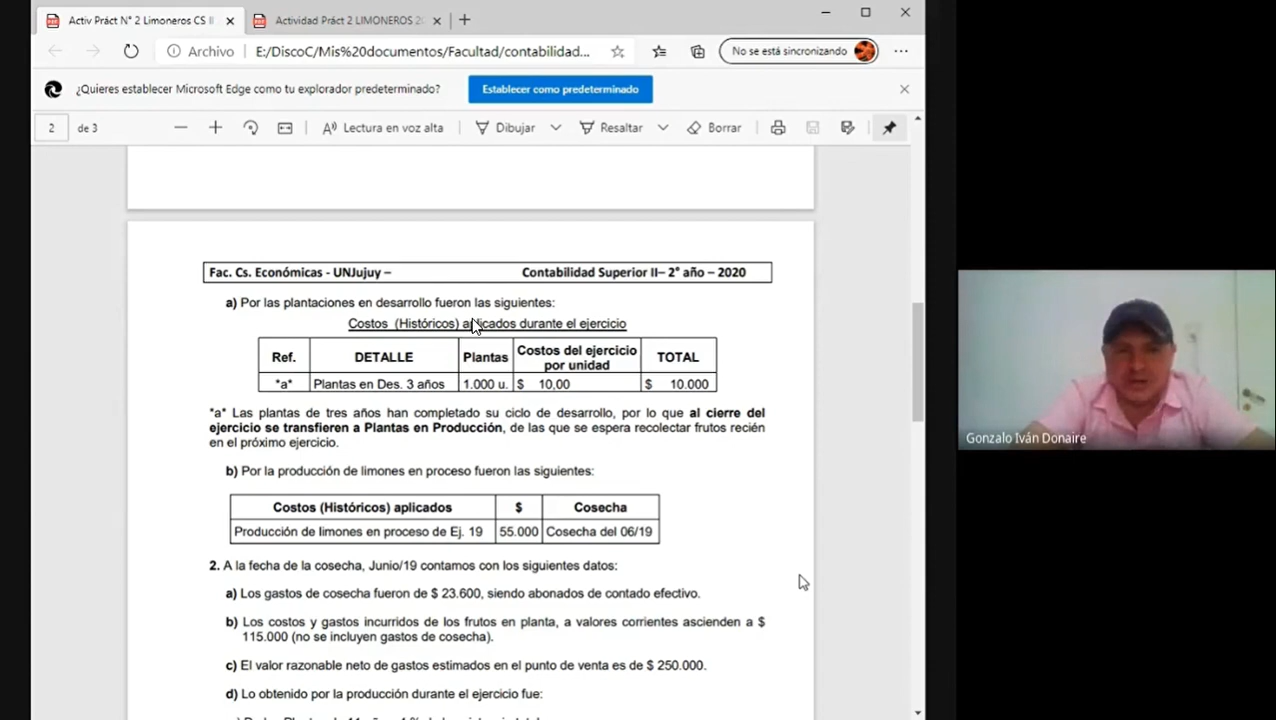 Activ Práct N° 2 Limoneros CS II
Actividad Práct 2 LIMONEROS 20
Archivo
E:/DiscoC/Mis%20documentos/Facultad/contabilidad...
No se está sincronizando
¿Quieres establecer Microsoft Edge como tu explorador predeterminado?
Establecer como predeterminado
2 de 3
Lectura en voz alta
Dibujar
Resaltar
Borrar
Fac. Cs. Económicas - UNJujuy – Contabilidad Superior II– 2° año – 2020
a) Por las plantaciones en desarrollo fueron las siguientes:
Costos (Históricos) aplicados durante el ejercicio
Ref. DETALLE Plantas Costos del ejercicio por unidad TOTAL
*a* Plantas en Des. 3 años 1.000 u. $ 10,00 $ 10.000
*a* Las plantas de tres años han completado su ciclo de desarrollo, por lo que al cierre del
ejercicio se transfieren a Plantas en Producción, de las que se espera recolectar frutos recién
en el próximo ejercicio.
b) Por la producción de limones en proceso fueron las siguientes:
Costos (Históricos) aplicados $ Cosecha
Producción de limones en proceso de Ej. 19 55.000 Cosecha del 06/19
2. A la fecha de la cosecha, Junio/19 contamos con los siguientes datos:
a) Los gastos de cosecha fueron de $ 23.600, siendo abonados de contado efectivo.
b) Los costos y gastos incurridos de los frutos en planta, a valores corrientes ascienden a $
115.000 (no se incluyen gastos de cosecha).
c) El valor razonable neto de gastos estimados en el punto de venta es de $ 250.000.
d) Lo obtenido por la producción durante el ejercicio fue:
Gonzalo Iván Donaire